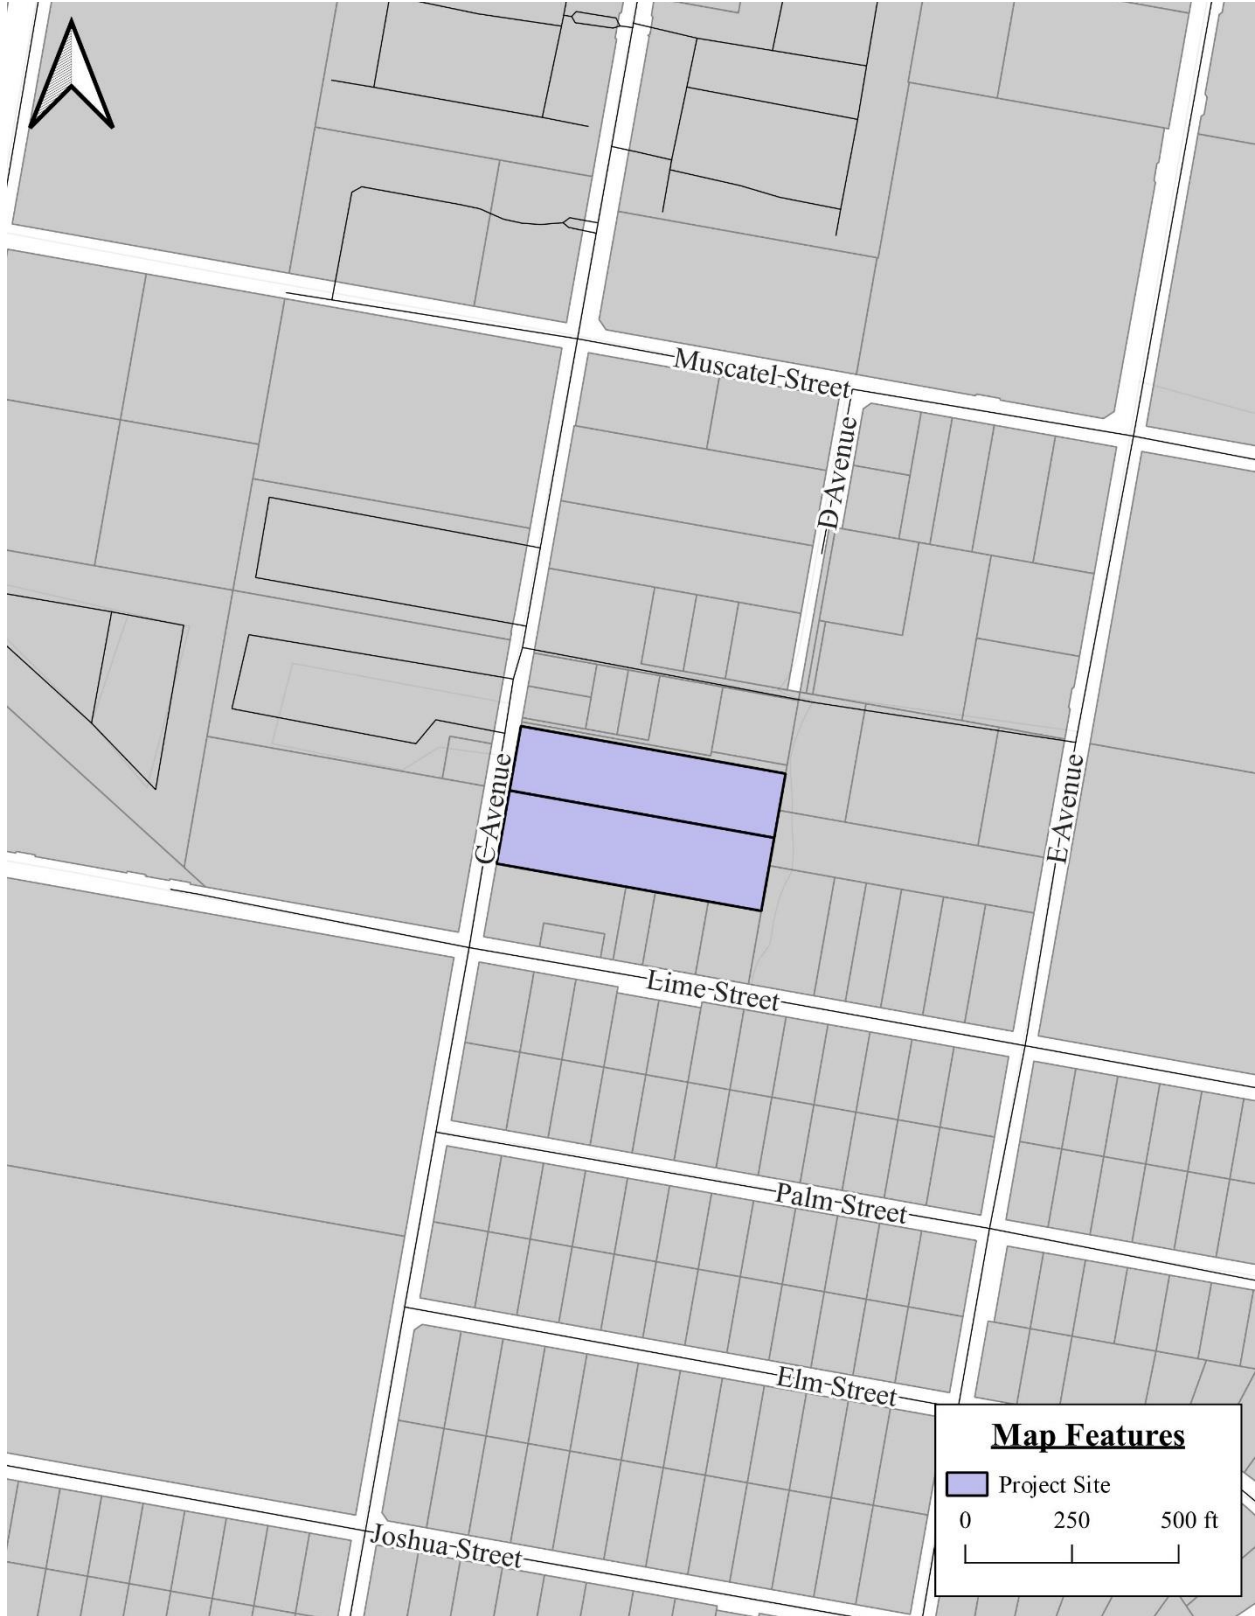 Muscatel Street
D Avenue
C Avenue
E Avenue
Lime Street
Palm Street
Elm Street
Joshua Street
Map Features
Project Site
0 250 500 ft